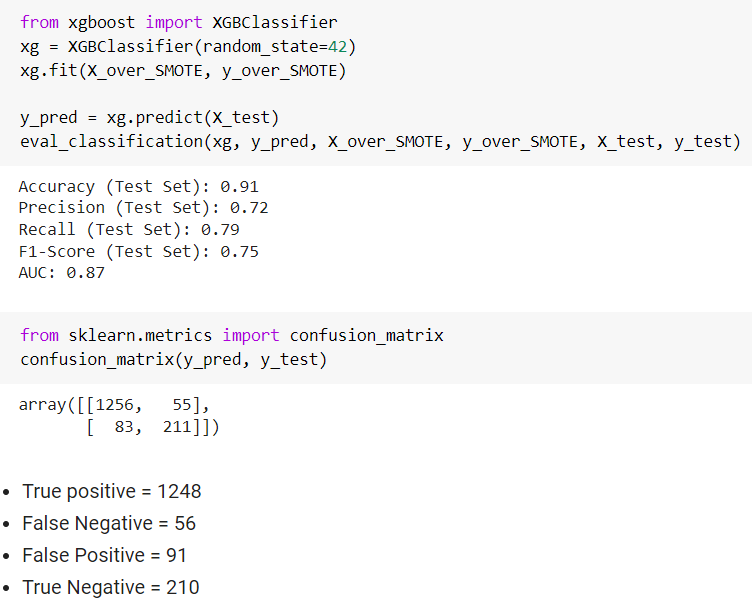 from xgboost import XGBClassifier
xg = XGBClassifier(random_state=42)
xg.fit(X_over_SMOTE, y_over_SMOTE)
y_pred = xg.predict(X_test)
eval_classification(xg, y_pred, X_over_SMOTE, y_over_SMOTE, X_test, y_test)
Accuracy (Test Set): 0.91
Precision (Test Set): 0.72
Recall (Test Set): 0.79
F1-Score (Test Set): 0.75
AUC: 0.87
from sklearn.metrics import confusion_matrix
confusion_matrix(y_pred, y_test)
array([[1256,   55],
       [  83,  211]])
• True positive = 1248
• False Negative = 56
• False Positive = 91
• True Negative = 210